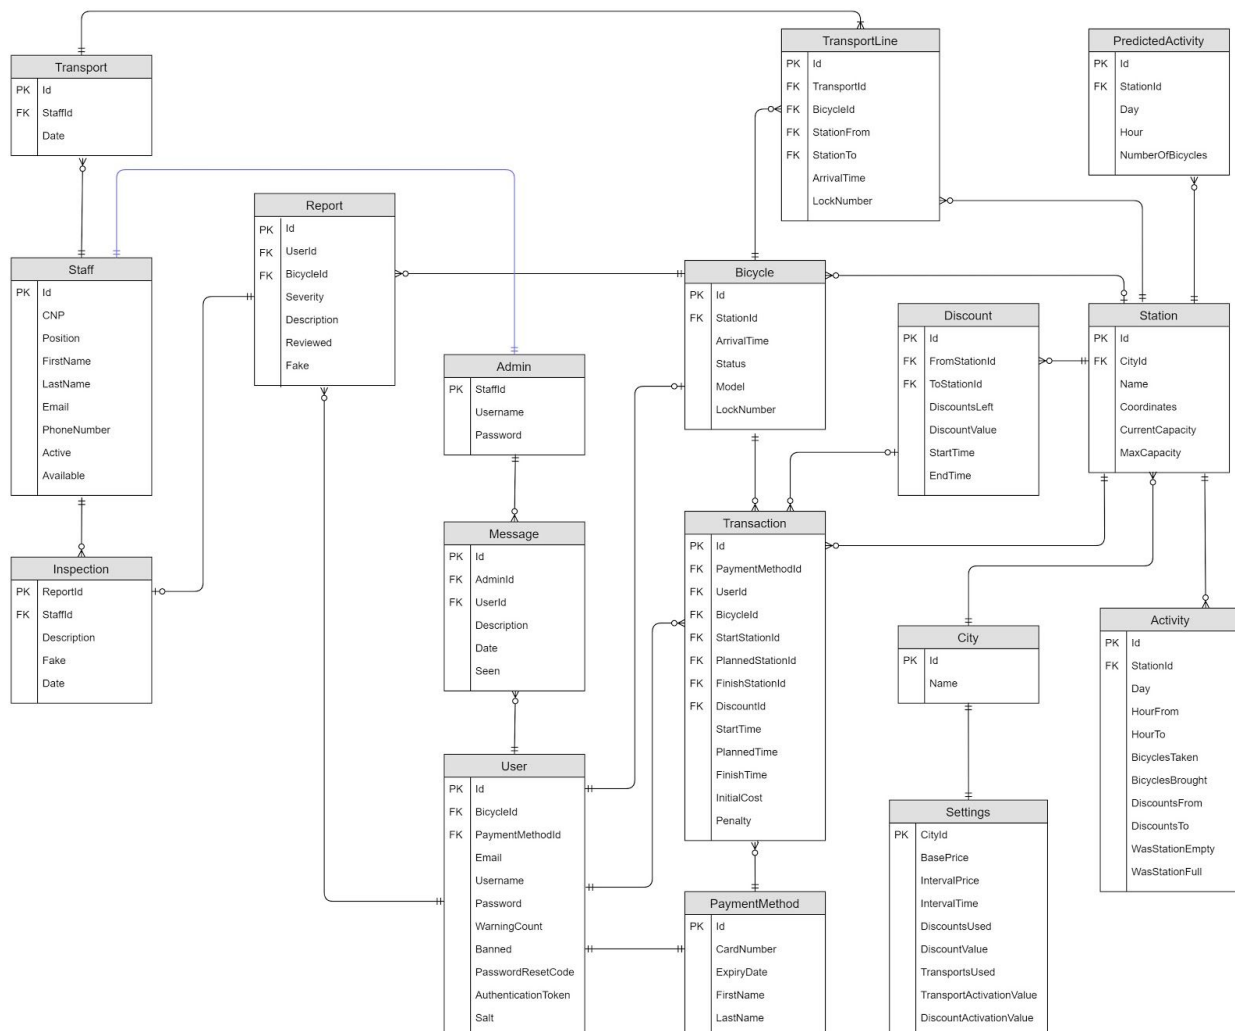 Transport
PK Id
FK StaffId
Date
TransportLine
PK Id
FK TransportId
FK BicycleId
FK StationFrom
FK StationTo
ArrivalTime
LockNumber
PredictedActivity
PK Id
FK StationId
Day
Hour
NumberOfBicycles
Report
PK Id
FK UserId
FK BicycleId
Severity
Description
Reviewed
Fake
Staff
PK Id
CNP
Position
FirstName
LastName
Email
PhoneNumber
Active
Available
Bicycle
PK Id
FK StationId
ArrivalTime
Status
Model
LockNumber
Discount
PK Id
FK FromStationId
FK ToStationId
DiscountsLeft
DiscountValue
StartTime
EndTime
Station
PK Id
FK CityId
Name
Coordinates
CurrentCapacity
MaxCapacity
Admin
PK StaffId
Username
Password
Message
PK Id
FK AdminId
FK UserId
Description
Date
Seen
Transaction
PK Id
FK PaymentMethodId
FK UserId
FK BicycleId
FK StartStationId
FK PlannedStationId
FK FinishStationId
FK DiscountId
StartTime
PlannedTime
FinishTime
InitialCost
Penalty
Inspection
PK ReportId
FK StaffId
Description
Fake
Date
City
PK Id
Name
Activity
PK Id
FK StationId
Day
HourFrom
HourTo
BicyclesTaken
BicyclesBrought
DiscountsFrom
DiscountsTo
WasStationEmpty
WasStationFull
User
PK Id
FK BicycleId
FK PaymentMethodId
Email
Username
Password
WarningCount
Banned
PasswordResetCode
AuthenticationToken
Salt
PaymentMethod
PK Id
CardNumber
ExpiryDate
FirstName
LastName
Settings
PK CityId
BasePrice
IntervalPrice
IntervalTime
DiscountsUsed
DiscountValue
TransportsUsed
TransportActivationValue
DiscountActivationValue